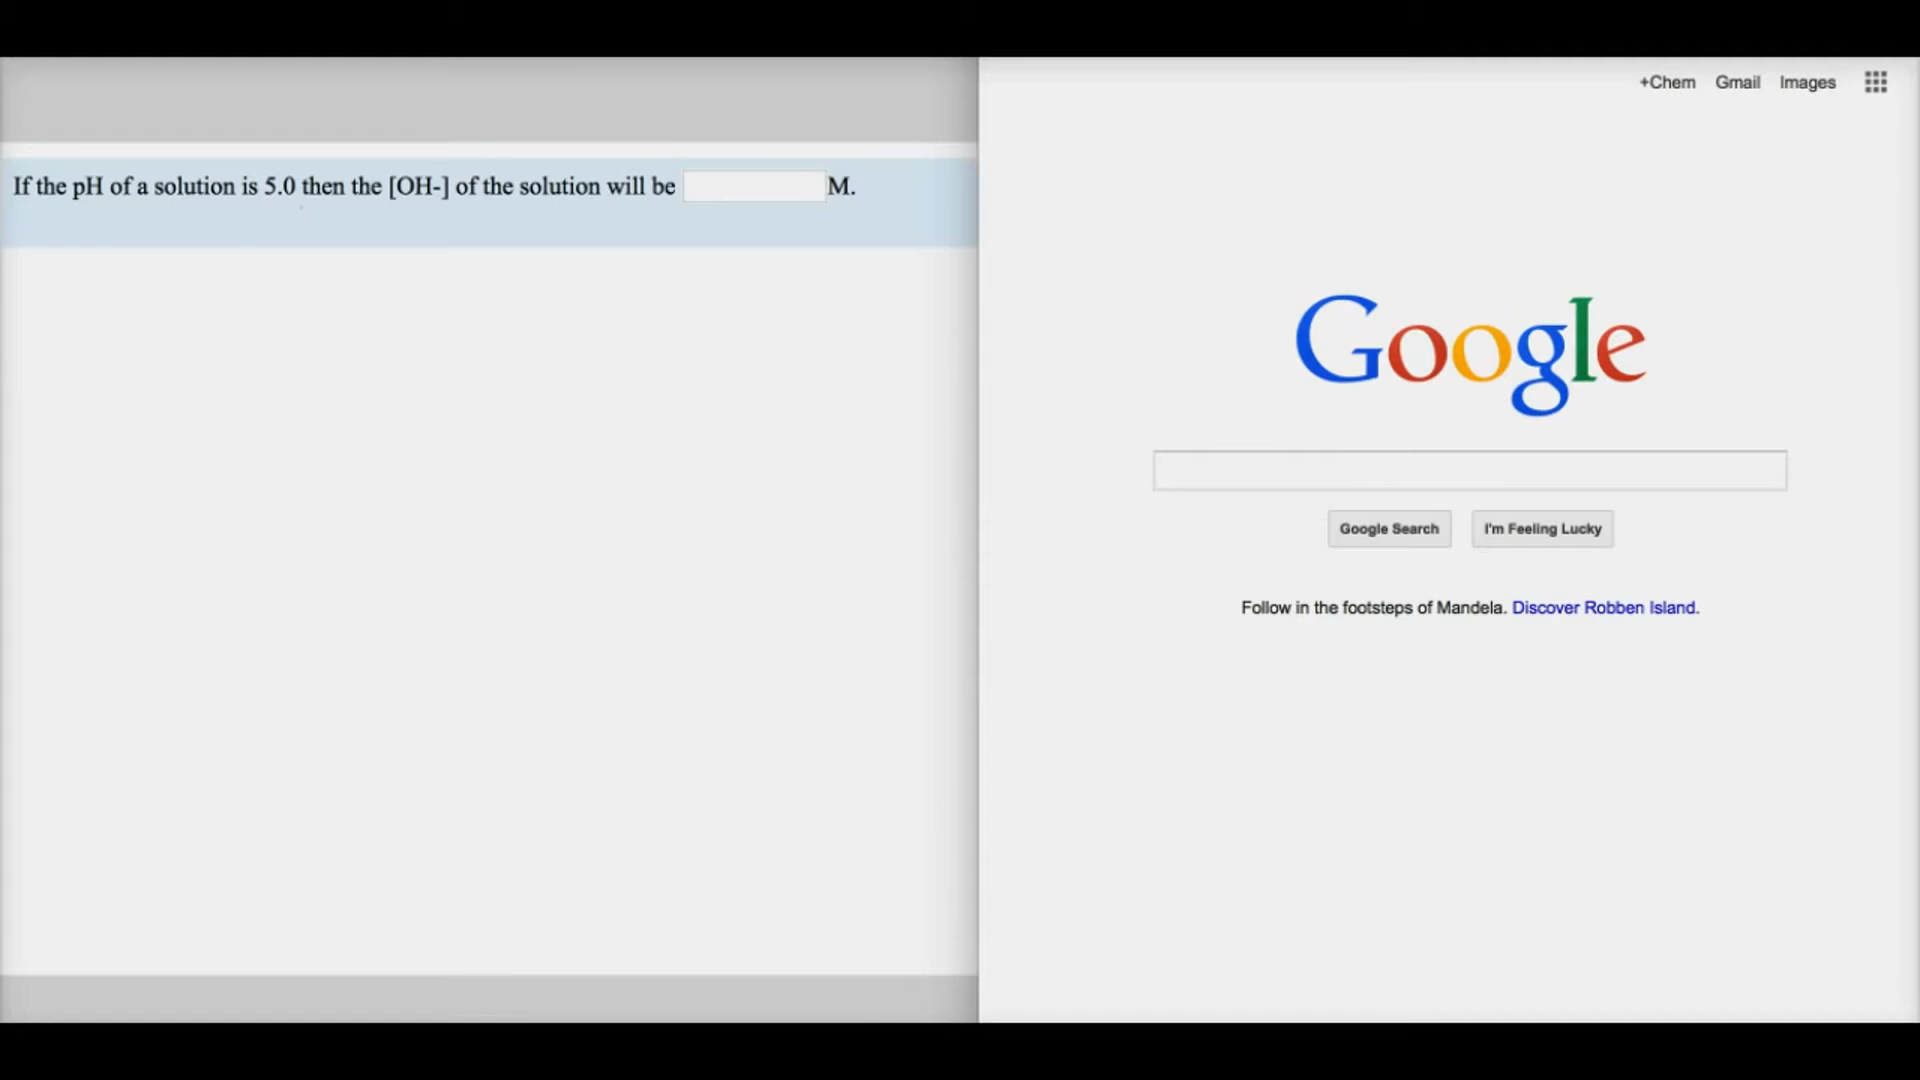 If the pH of a solution is 5.0 then the [OH-] of the solution will be M.
+Chem Gmail Images
Google
Google Search I'm Feeling Lucky
Follow in the footsteps of Mandela. Discover Robben Island.